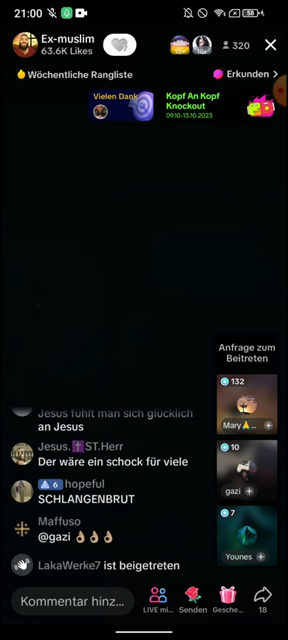 21:00
58
Ex-muslim
63.6K Likes
320
Wöchentliche Rangliste
Erkunden
Vielen Dank
Kopf An Kopf
Knockout
09.10-13.10.2023
Anfrage zum
Beitreten
132
Mary🙏...
10
gazi
7
Younes
Jesus fühlt man sich glücklich
an Jesus
Jesus.✝️ST.Herr
Der wäre ein schock für viele
6 hopeful
SCHLANGENBRUT
Maffuso
@gazi 👌🏽👌🏽👌🏽
LakaWerke7 ist beigetreten
Kommentar hinz...
LIVE mi...
Senden
Gesche...
18